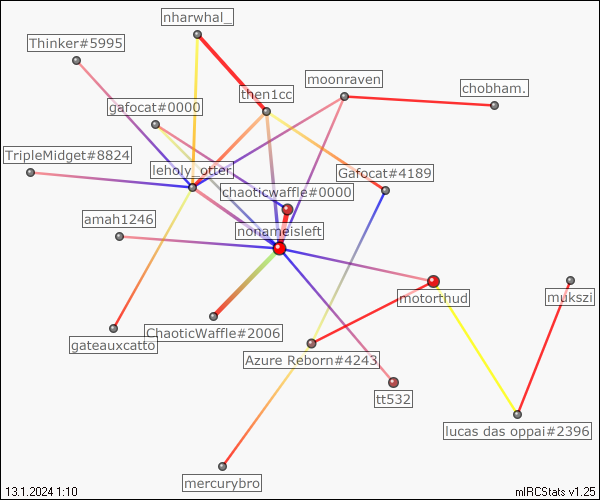 nharwhal_
Thinker#5995
moonraven
chobham.
then1cc
gafocat#0000
TripleMidget#8824
leholy_otter
Gafocat#4189
chaoticwaffle#0000
amah1246
nonameisleft
motorthud
mukszi
ChaoticWaffle#2006
gateauxcatto
Azure Reborn#4243
tt532
lucas das oppai#2396
mercurybro
13.1.2024 1:10
mIRCStats v1.25